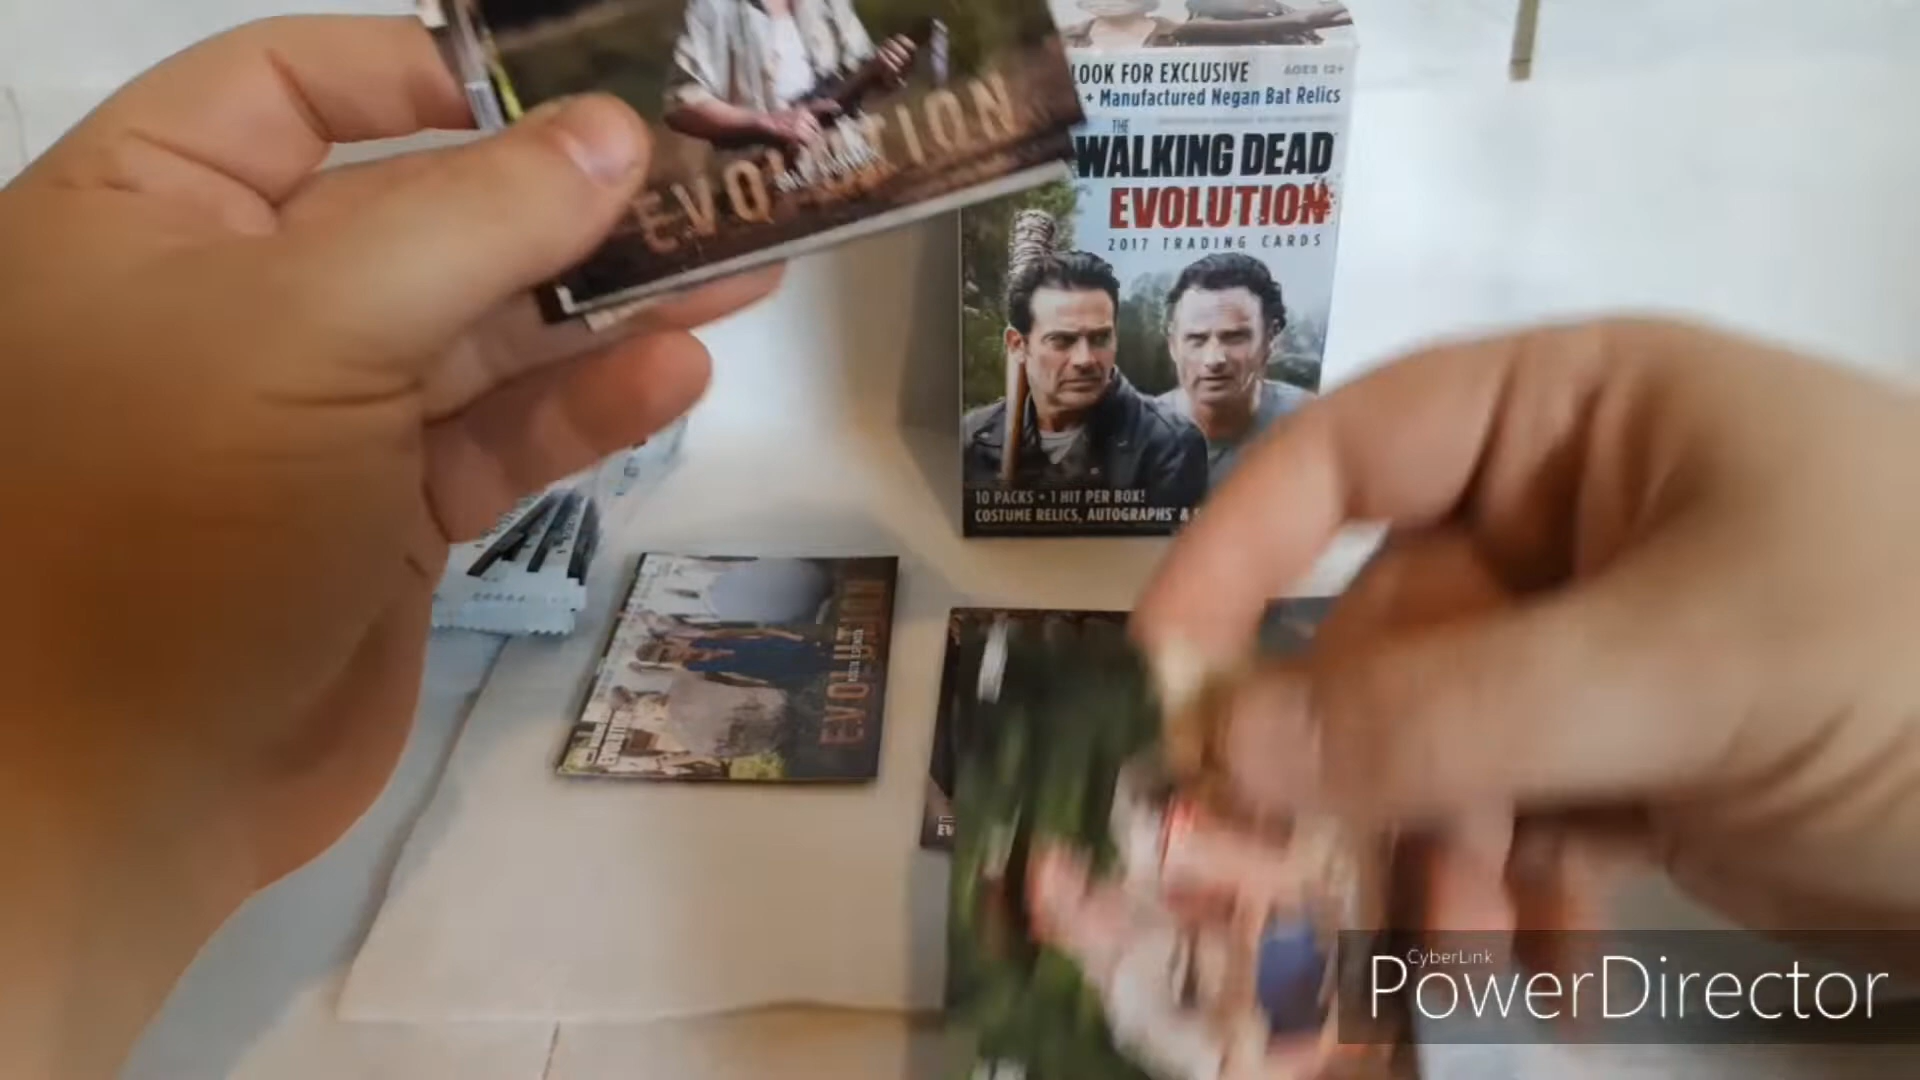 EVOLUTION
LOOK FOR EXCLUSIVE
AGES 12+
+ Manufactured Negan Bat Relics
THE
WALKING DEAD
EVOLUTION
2017 TRADING CARDS
10 PACKS • 1 HIT PER BOX!
COSTUME RELICS, AUTOGRAPHS &
EVOLUTION
CyberLink
PowerDirector